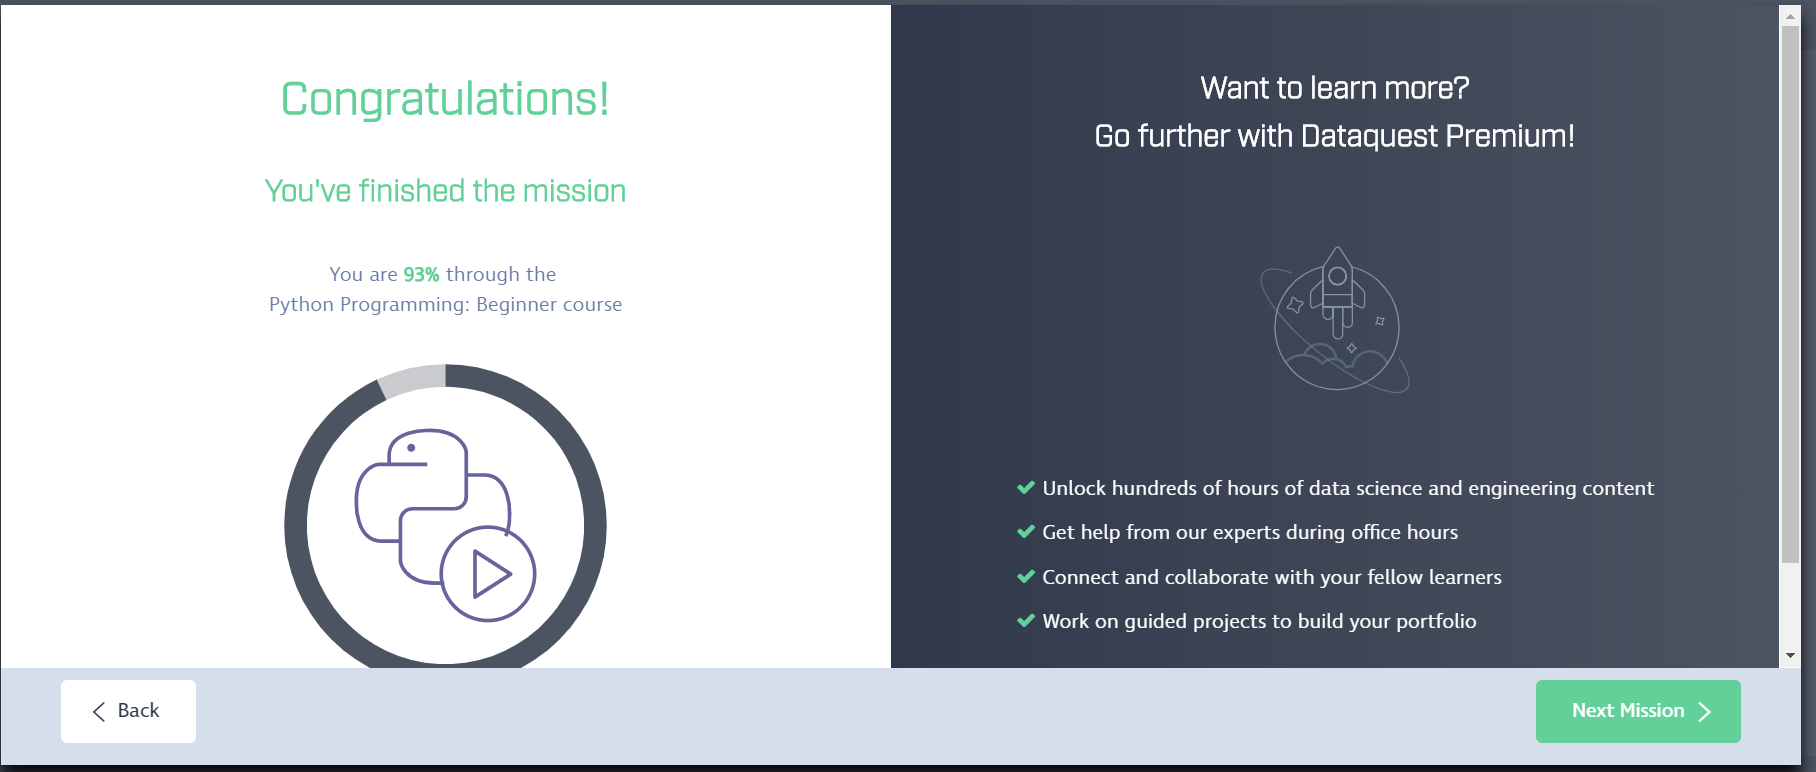 Congratulations!
You've finished the mission
You are 93% through the
Python Programming: Beginner course
Want to learn more?
Go further with Dataquest Premium!
Unlock hundreds of hours of data science and engineering content
Get help from our experts during office hours
Connect and collaborate with your fellow learners
Work on guided projects to build your portfolio
Back
Next Mission